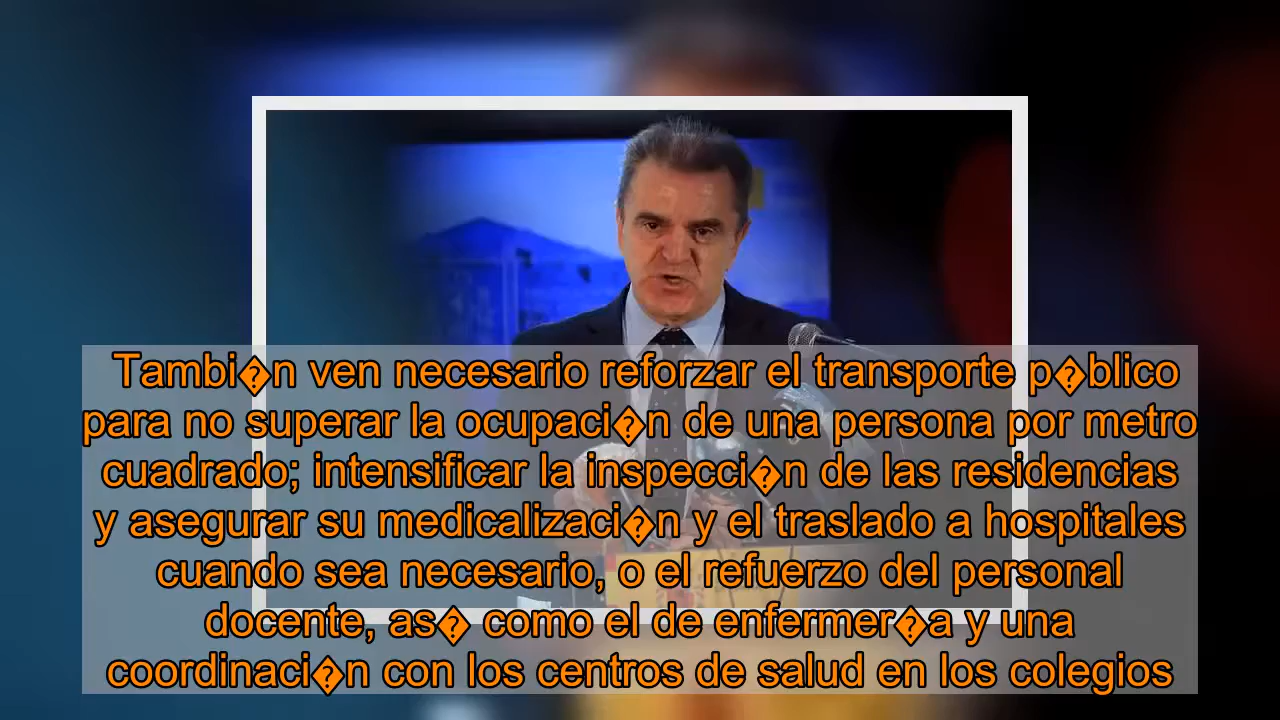 Tambi�n ven necesario reforzar el transporte p�blico
para no superar la ocupaci�n de una persona por metro
cuadrado; intensificar la inspecci�n de las residencias
y asegurar su medicalizaci�n y el traslado a hospitales
cuando sea necesario, o el refuerzo del personal
docente, as� como el de enfermer�a y una
coordinaci�n con los centros de salud en los colegios